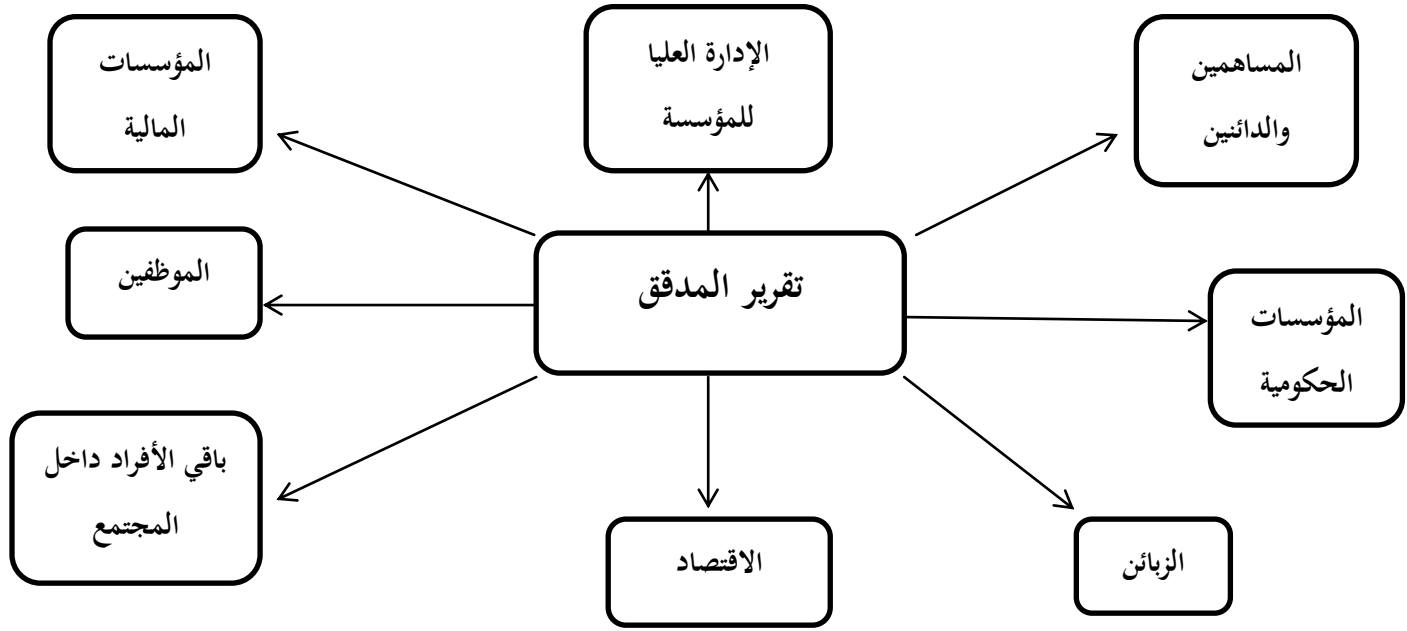 المساهمين
والدائنين
الإدارة العليا
للمؤسسة
المؤسسات
المالية
تقرير المدقق
المؤسسات
الحكومية
الموظفين
الزبائن
الاقتصاد
باقي الأفراد داخل
المجتمع